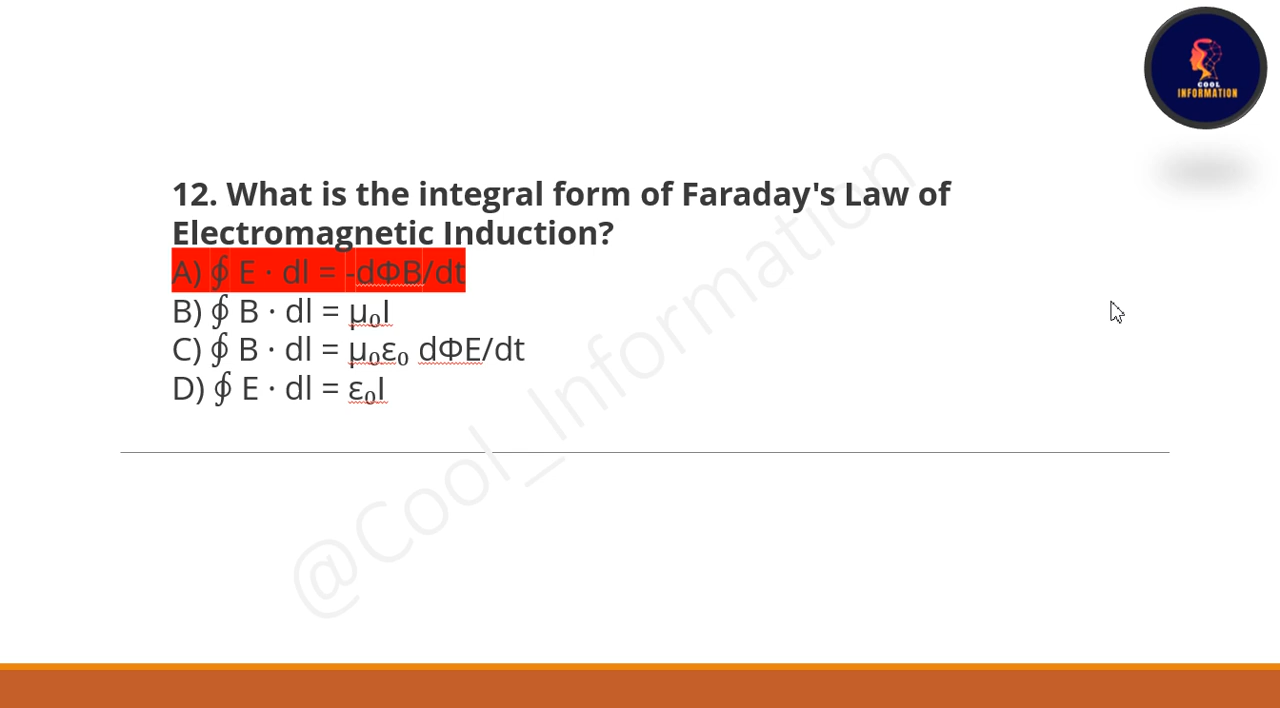 COOL
INFORMATION
12. What is the integral form of Faraday's Law of
Electromagnetic Induction?
A) ∮ E · dl = -dΦB/dt
B) ∮ B · dl = μ₀I
C) ∮ B · dl = μ₀ε₀ dΦE/dt
D) ∮ E · dl = ε₀I
@Cool_Information